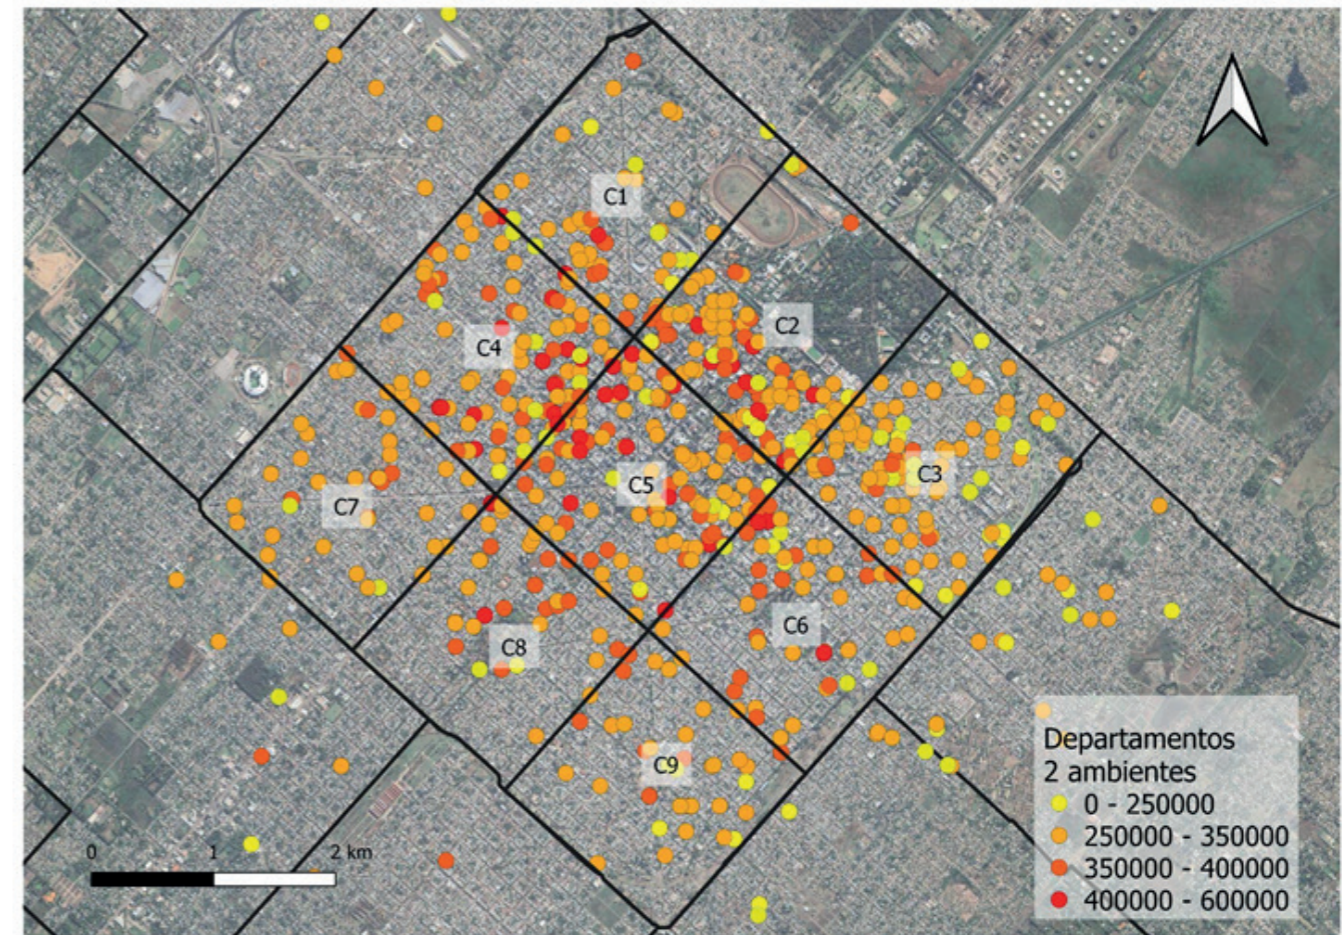 C1
C2
C4
C3
C5
C7
C6
C8
C9
Departamentos
2 ambientes
0 - 250000
250000 - 350000
350000 - 400000
400000 - 600000
0 1 2 km